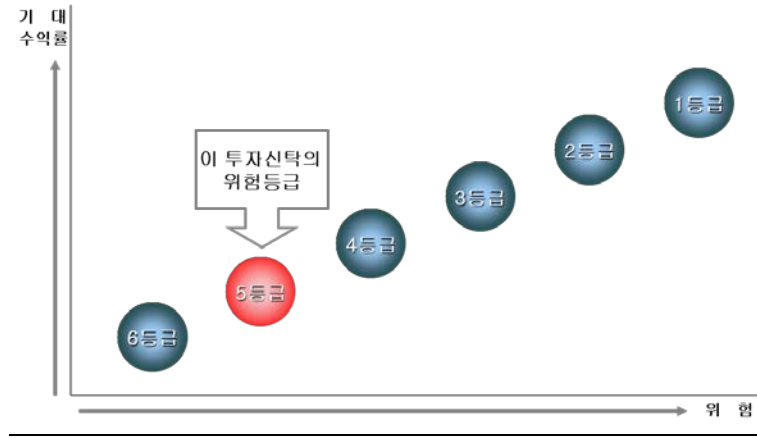 기 대
수익률
1등급
2등급
이 투자신탁의
위험등급
3등급
4등급
5등급
6등급
위 험